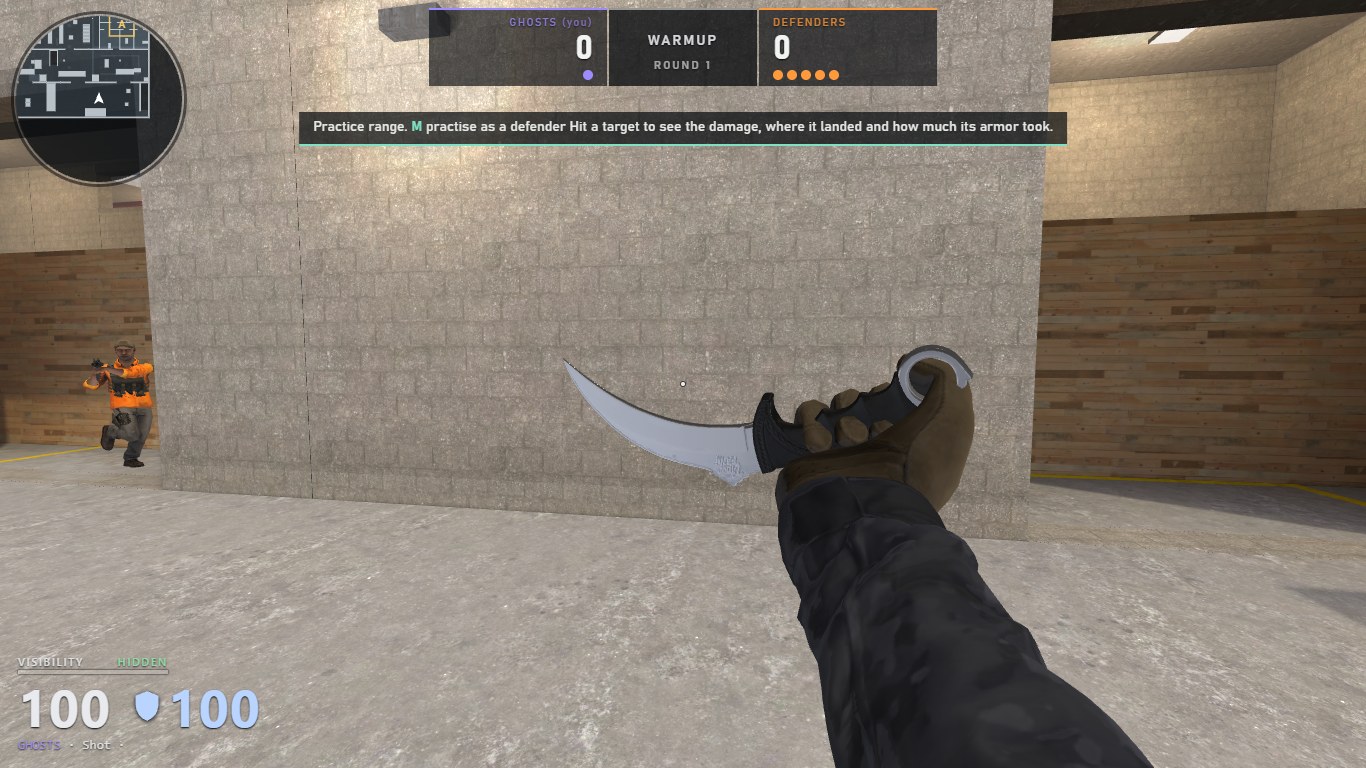 A
GHOSTS (you)
0
WARMUP
ROUND 1
DEFENDERS
0
Practice range. M practise as a defender Hit a target to see the damage, where it landed and how much its armor took.
VISIBILITY HIDDEN
100 100
GHOSTS · Shot ·